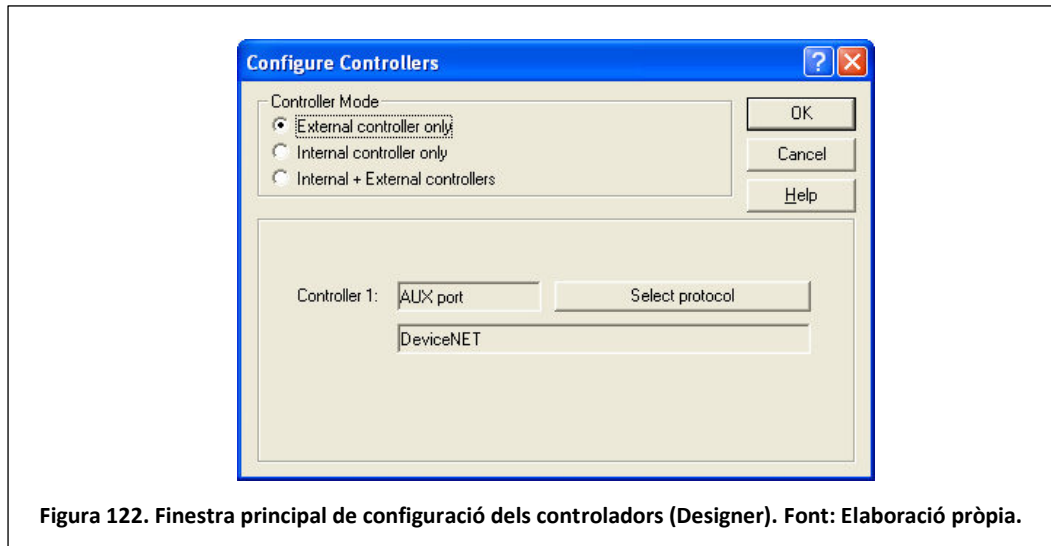 Configure Controllers
Controller Mode
External controller only
Internal controller only
Internal + External controllers
OK
Cancel
Help
Controller 1:
AUX port
Select protocol
DeviceNET
Figura 122. Finestra principal de configuració dels controladors (Designer). Font: Elaboració pròpia.